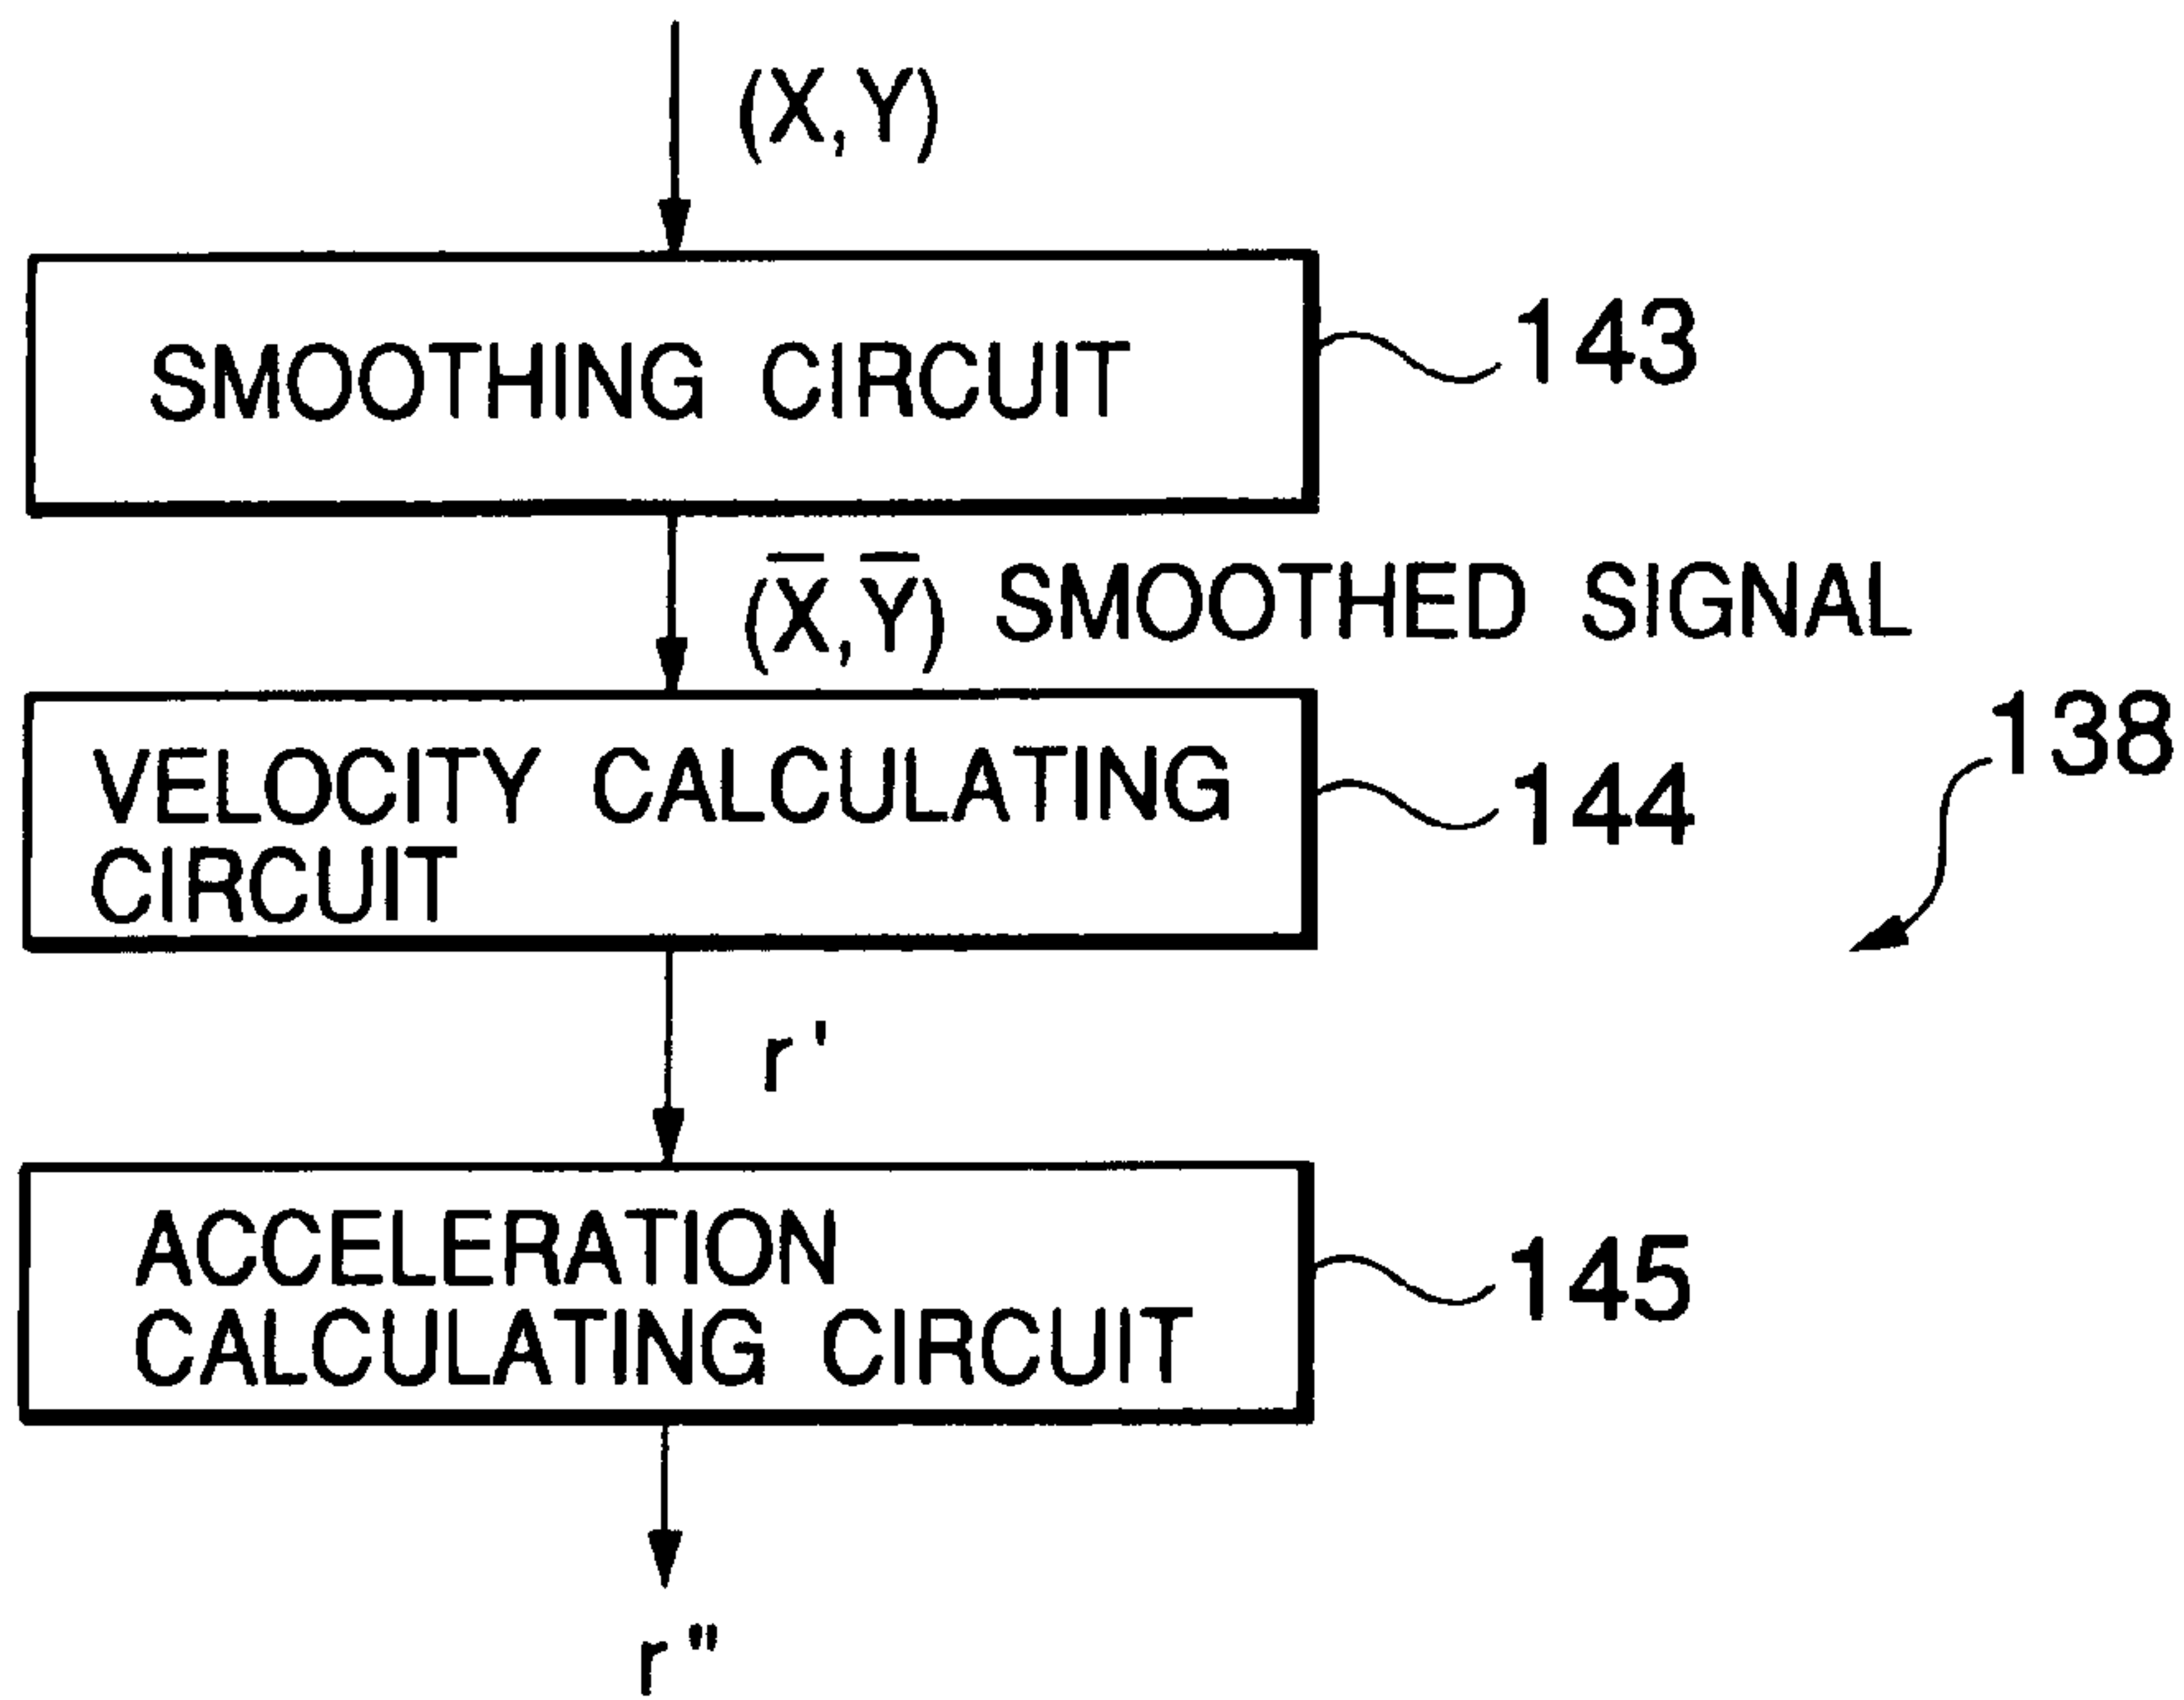 (X,Y)
SMOOTHING CIRCUIT
143
(X̅,Y̅) SMOOTHED SIGNAL
138
VELOCITY CALCULATING
CIRCUIT
144
r'
ACCELERATION
CALCULATING CIRCUIT
145
r"